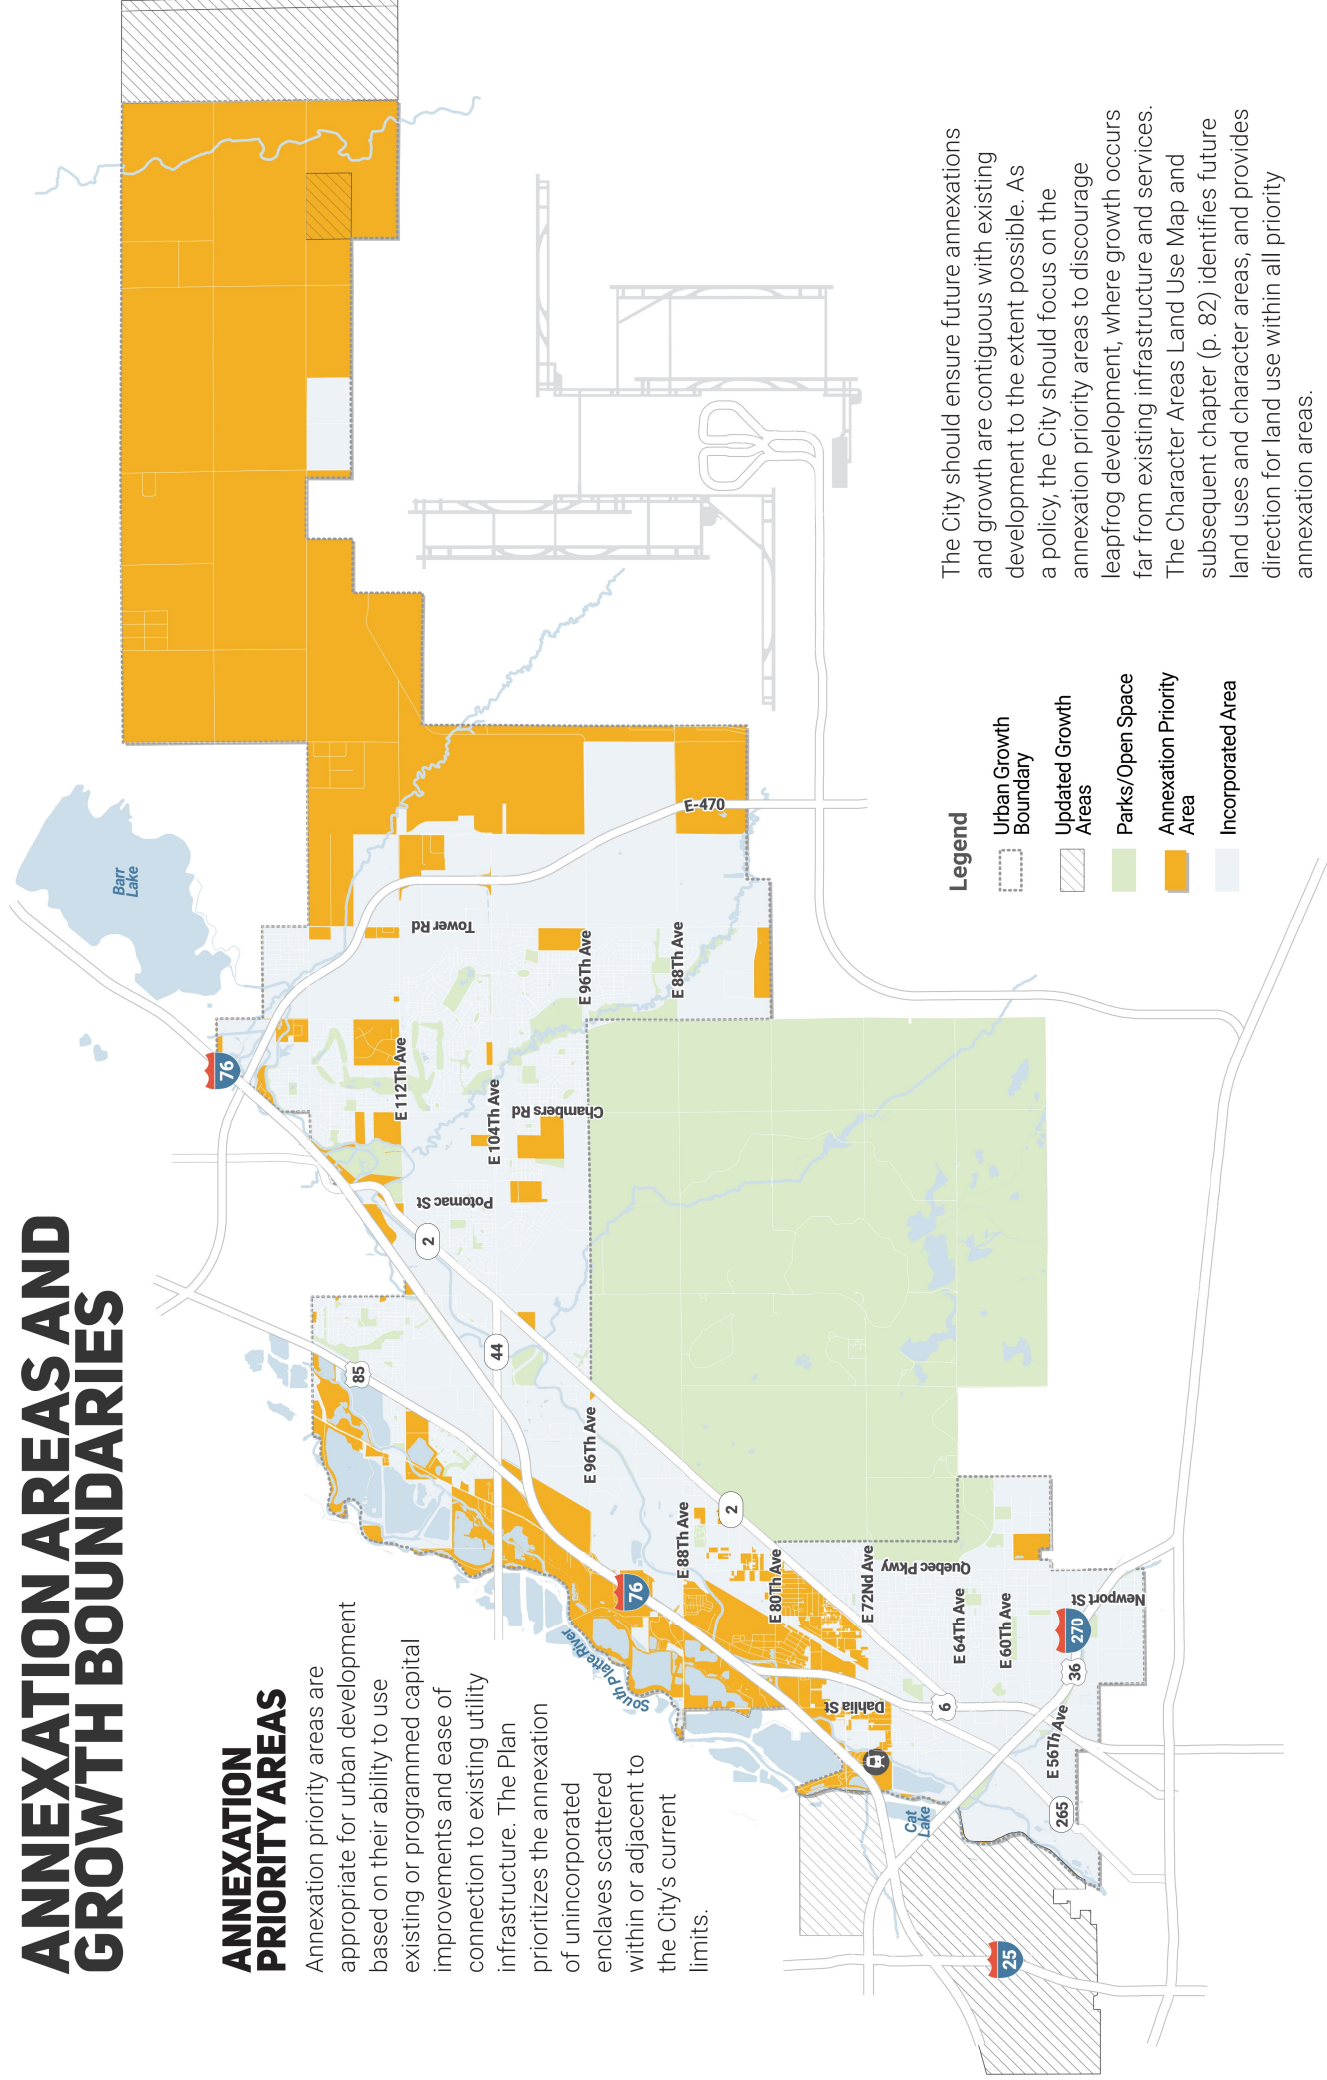 ANNEXATION AREAS AND
GROWTH BOUNDARIES
ANNEXATION
PRIORITY AREAS
Annexation priority areas are
appropriate for urban development
based on their ability to use
existing or programmed capital
improvements and ease of
connection to existing utility
infrastructure. The Plan
prioritizes the annexation
of unincorporated
enclaves scattered
within or adjacent to
the City's current
limits.
Barr
Lake
76
85
2
44
E 112Th Ave
E 104Th Ave
Potomac St
Chambers Rd
Tower Rd
E 96Th Ave
E 88Th Ave
E-470
E 96Th Ave
E 88Th Ave
2
76
South Platte River
E 80Th Ave
E 72Nd Ave
Quebec Pkwy
Dahlia St
E 64Th Ave
E 60Th Ave
Newport St
270
36
6
E 56Th Ave
265
Cat
Lake
25
Legend
Urban Growth
Boundary
Updated Growth
Areas
Parks/Open Space
Annexation Priority
Area
Incorporated Area
The City should ensure future annexations
and growth are contiguous with existing
development to the extent possible. As
a policy, the City should focus on the
annexation priority areas to discourage
leapfrog development, where growth occurs
far from existing infrastructure and services.
The Character Areas Land Use Map and
subsequent chapter (p. 82) identifies future
land uses and character areas, and provides
direction for land use within all priority
annexation areas.